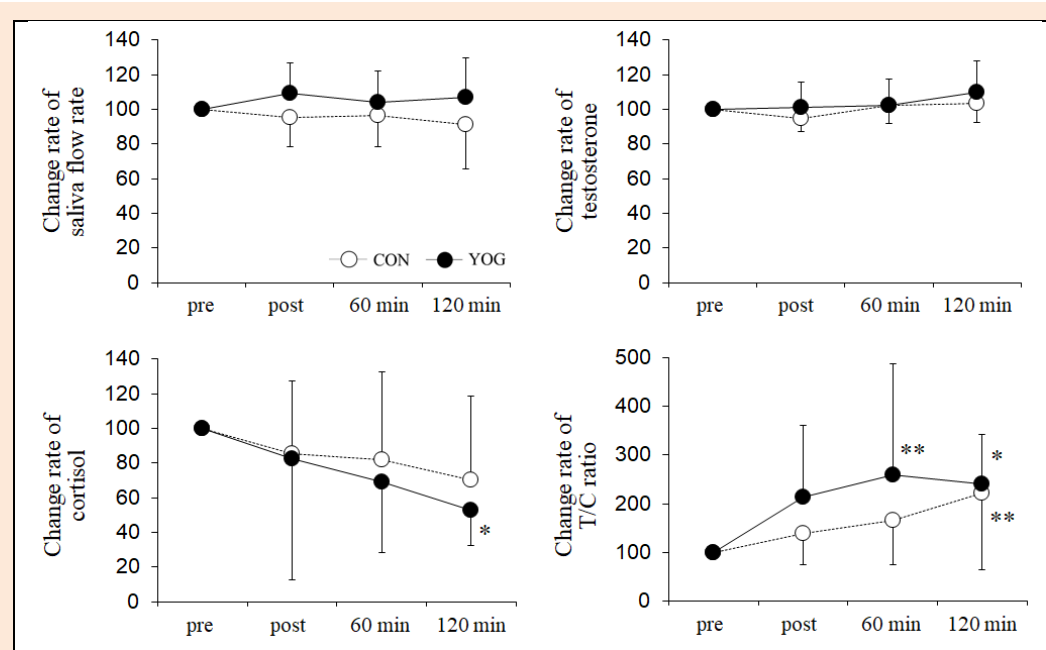 Change rate of
saliva flow rate
140
120
100
80
60
40
20
0
CON YOG
pre post 60 min 120 min
Change rate of
testosterone
140
120
100
80
60
40
20
0
pre post 60 min 120 min
Change rate of
cortisol
140
120
100
80
60
40
20
0
*
pre post 60 min 120 min
Change rate of
T/C ratio
500
400
300
200
100
0
**
*
**
pre post 60 min 120 min